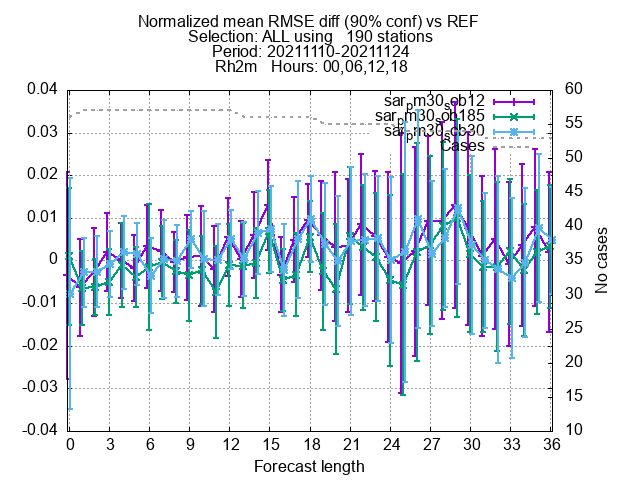 Normalized mean RMSE diff (90% conf) vs REF
Selection: ALL using   190 stations
Period: 20211110-20211124
Rh2m   Hours: 00,06,12,18
0.04
0.03
0.02
0.01
0
-0.01
-0.02
-0.03
-0.04
sar_pm30_sob12
sar_pm30_sob185
sar_pm30_sob30
Cases
60
55
50
45
40
35
30
25
20
15
10
No cases
0 3 6 9 12 15 18 21 24 27 30 33 36
Forecast length